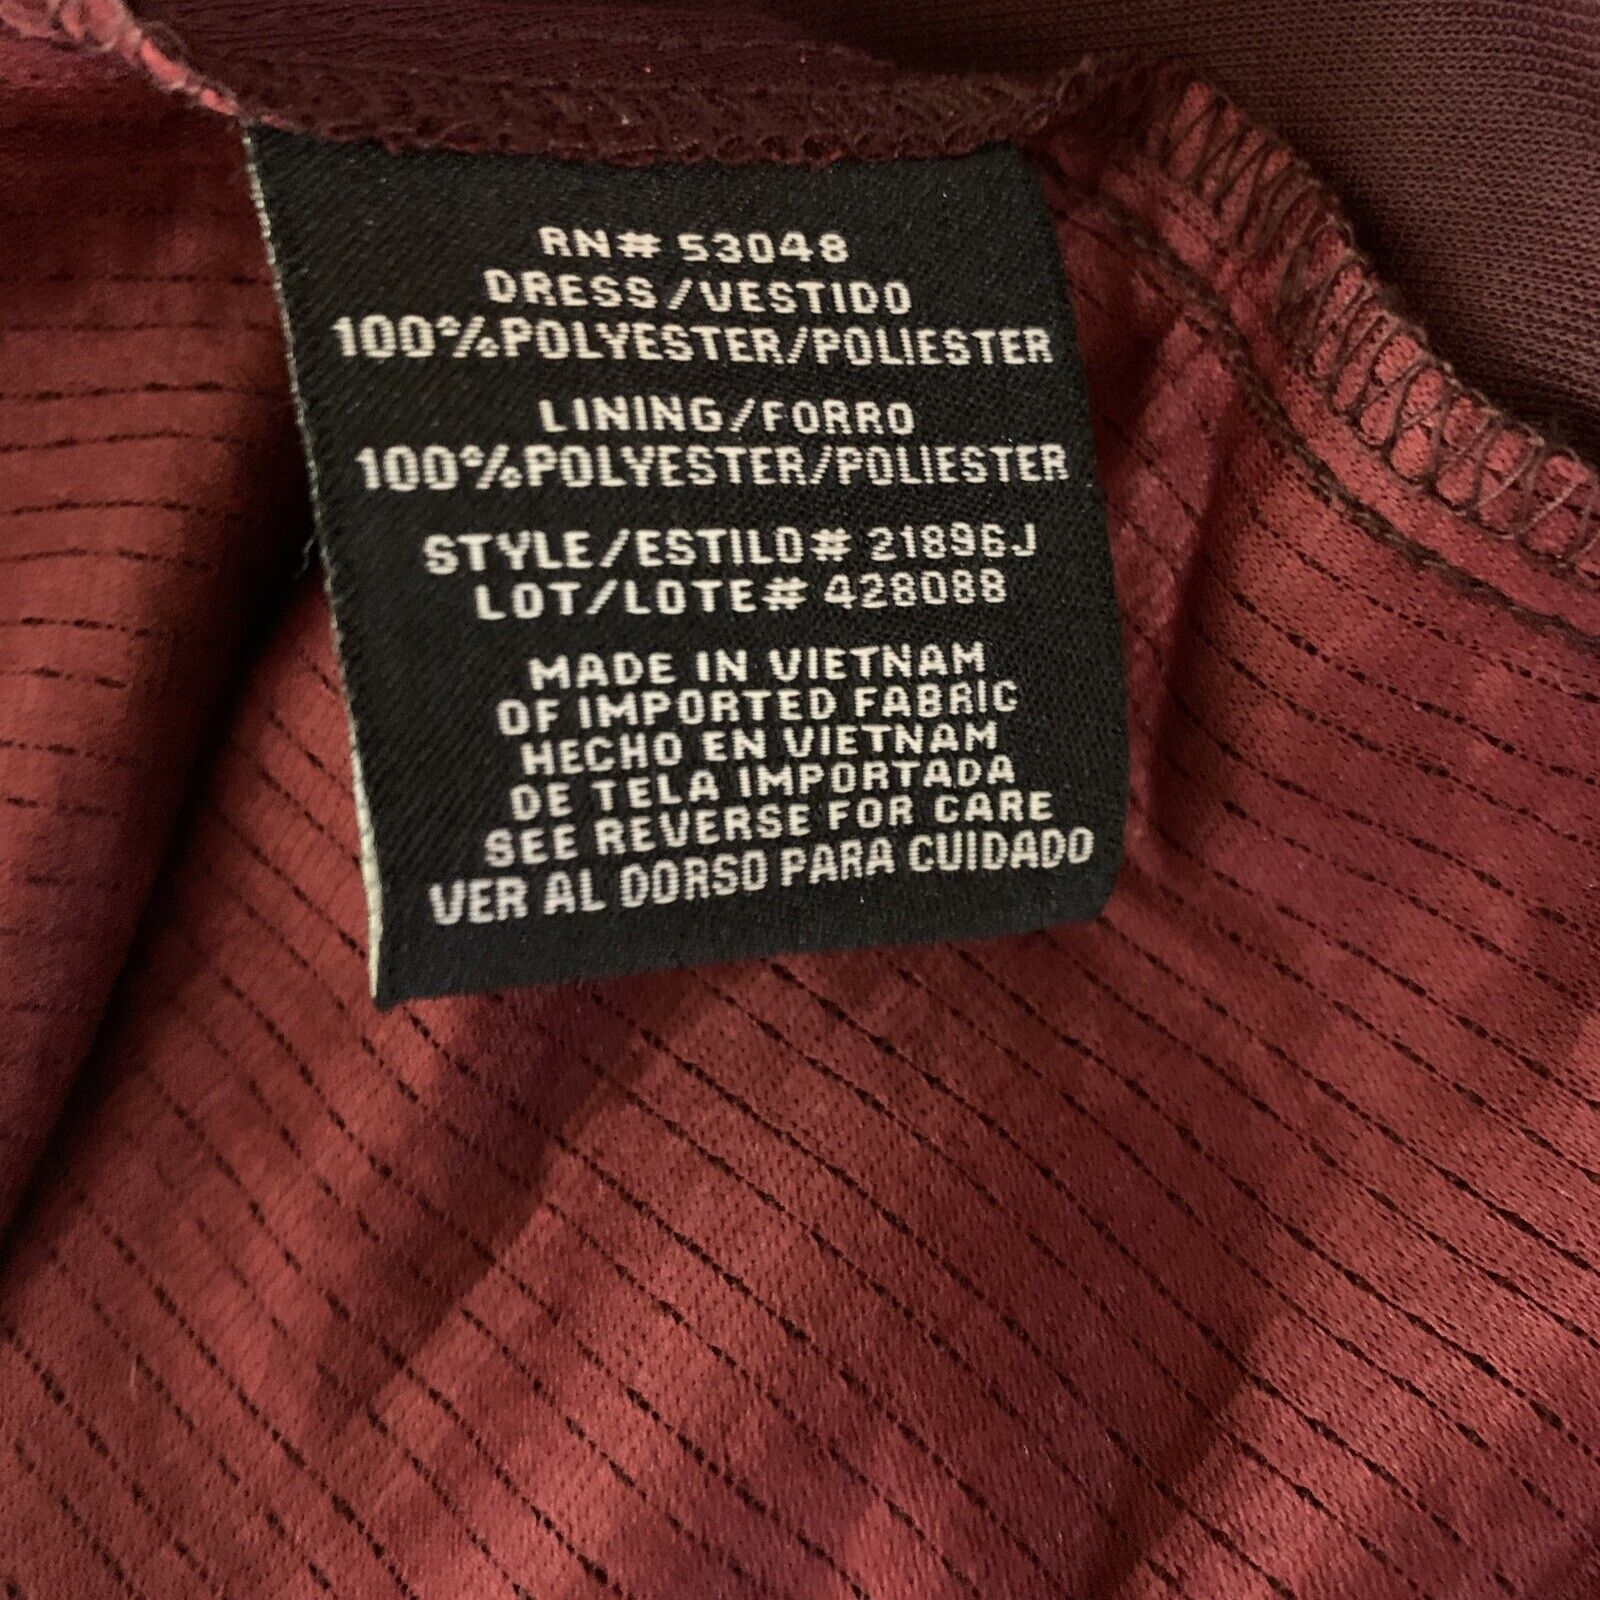 RN# 53048
DRESS/VESTIDO
100%POLYESTER/POLIESTER
LINING/FORRO
100%POLYESTER/POLIESTER
STYLE/ESTILO# 21896J
LOT/LOTE# 428088
MADE IN VIETNAM
OF IMPORTED FABRIC
HECHO EN VIETNAM
DE TELA IMPORTADA
SEE REVERSE FOR CARE
VER AL DORSO PARA CUIDADO